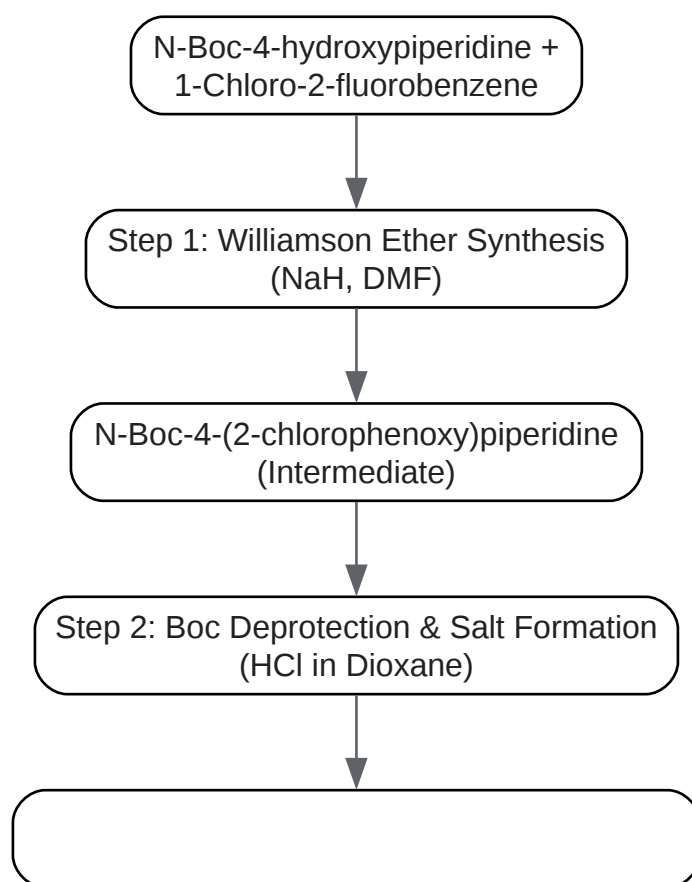 N-Boc-4-hydroxypiperidine +
1-Chloro-2-fluorobenzene
Step 1: Williamson Ether Synthesis
(NaH, DMF)
N-Boc-4-(2-chlorophenoxy)piperidine
(Intermediate)
Step 2: Boc Deprotection & Salt Formation
(HCl in Dioxane)